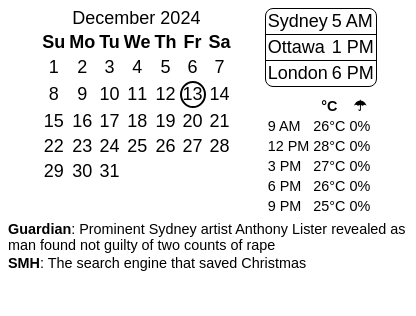 December 2024
Su Mo Tu We Th Fr Sa
1 2 3 4 5 6 7
8 9 10 11 12 13 14
15 16 17 18 19 20 21
22 23 24 25 26 27 28
29 30 31
Sydney 5 AM
Ottawa 1 PM
London 6 PM
°C ☂
9 AM 26°C 0%
12 PM 28°C 0%
3 PM 27°C 0%
6 PM 26°C 0%
9 PM 25°C 0%
Guardian: Prominent Sydney artist Anthony Lister revealed as
man found not guilty of two counts of rape
SMH: The search engine that saved Christmas